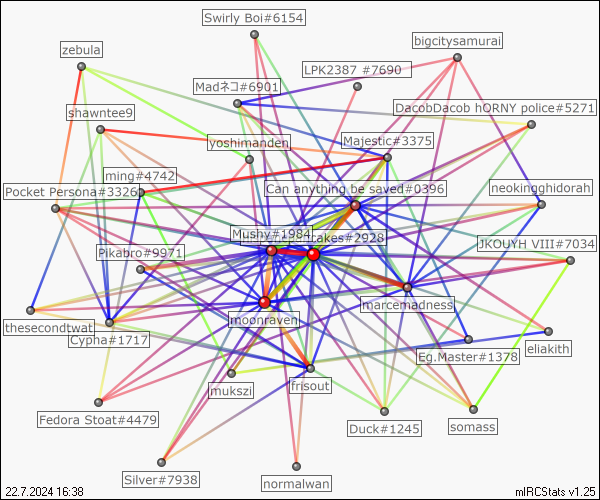 Swirly Boi#6154
bigcitysamurai
zebula
LPK2387 #7690
Madネコ#6901
DacobDacob hORNY police#5271
shawntee9
yoshimanden
Majestic#3375
ming#4742
Pocket Persona#3326
Can anything be saved#0396
neokingghidorah
Mushy#1984
cakes#2928
JKOUYH VIII#7034
Pikabro#9971
marcemadness
moonraven
thesecondtwat
Cypha#1717
eliakith
Eg.Master#1378
mukszi
frisout
Fedora Stoat#4479
Duck#1245
somass
Silver#7938
normalwan
22.7.2024 16:38
mIRCStats v1.25